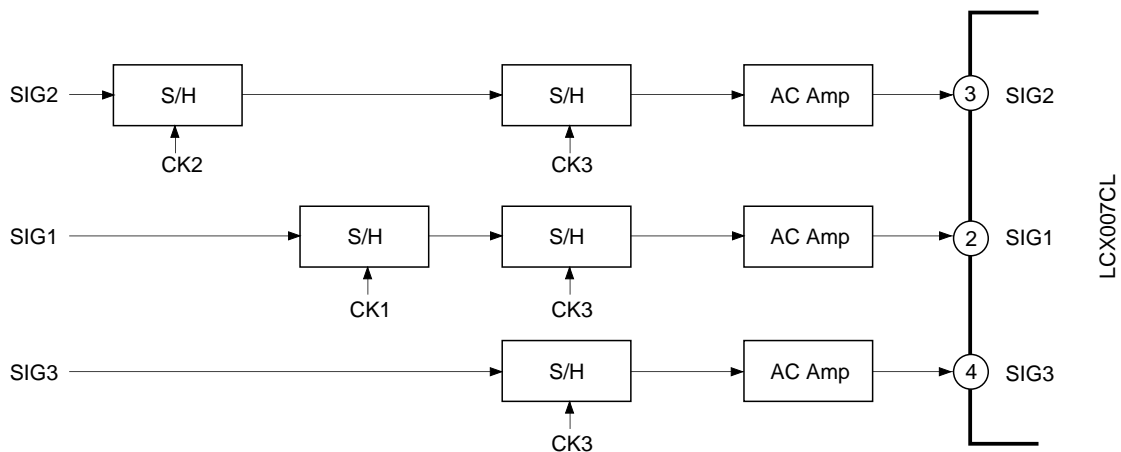 SIG2 S/H S/H AC Amp 3 SIG2
CK2 CK3
SIG1 S/H S/H AC Amp 2 SIG1
CK1 CK3
SIG3 S/H AC Amp 4 SIG3
CK3
LCX007CL